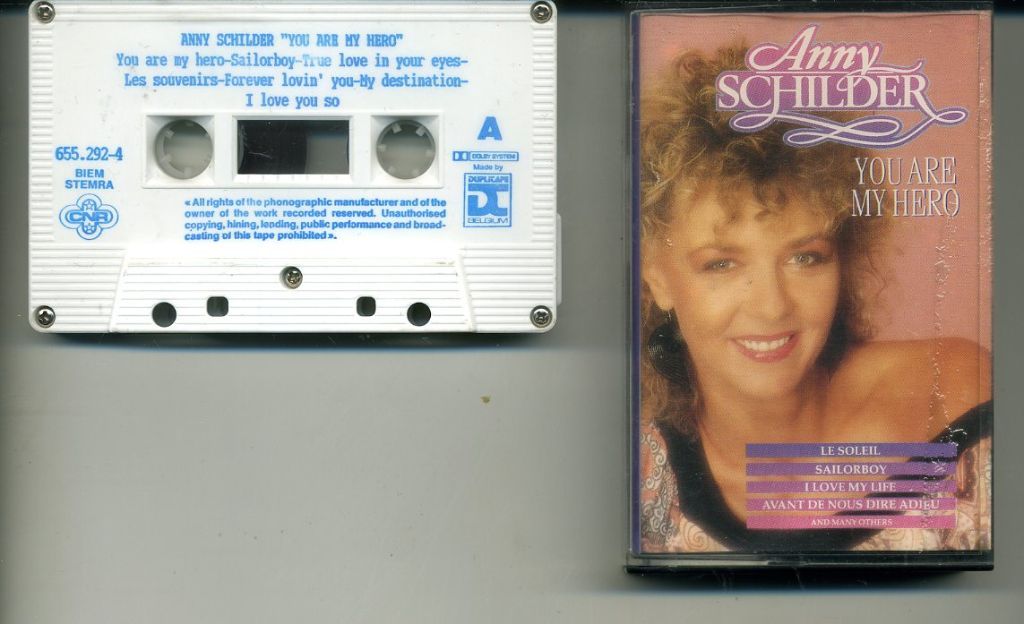 ANNY SCHILDER "YOU ARE MY HERO"
You are my hero-Sailorboy-True love in your eyes-
Les souvenirs-Forever lovin' you-My destination-
I love you so
A
655.292-4
BIEM
STEMRA
CNR
DOLBY SYSTEM
Made by
DUPLICAPE
BELGIUM
« All rights of the phonographic manufacturer and of the
owner of the work recorded reserved. Unauthorised
copying, hining, lending, public performance and broad-
casting of this tape prohibited ».
Anny
SCHILDER
YOU ARE
MY HERO
LE SOLEIL
SAILORBOY
I LOVE MY LIFE
AVANT DE NOUS DIRE ADIEU
AND MANY OTHERS